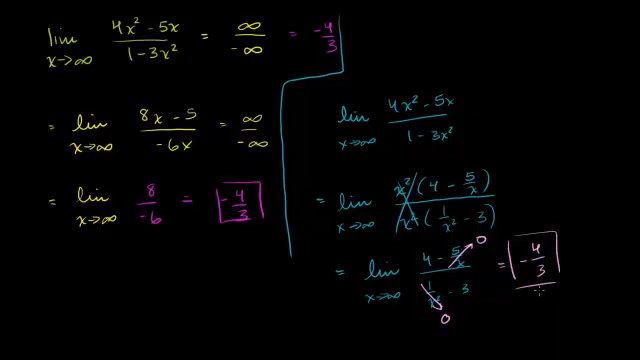 lim x→∞ (4x² - 5x)/(1 - 3x²) = ∞/-∞ = -4/3
= lim x→∞ (8x - 5)/(-6x) = ∞/-∞
= lim x→∞ 8/-6 = -4/3
lim x→∞ (4x² - 5x)/(1 - 3x²)
= lim x→∞ x²(4 - 5/x)/x²(1/x² - 3)
= lim x→∞ (4 - 5/x)/(1/x² - 3) = -4/3
0
0